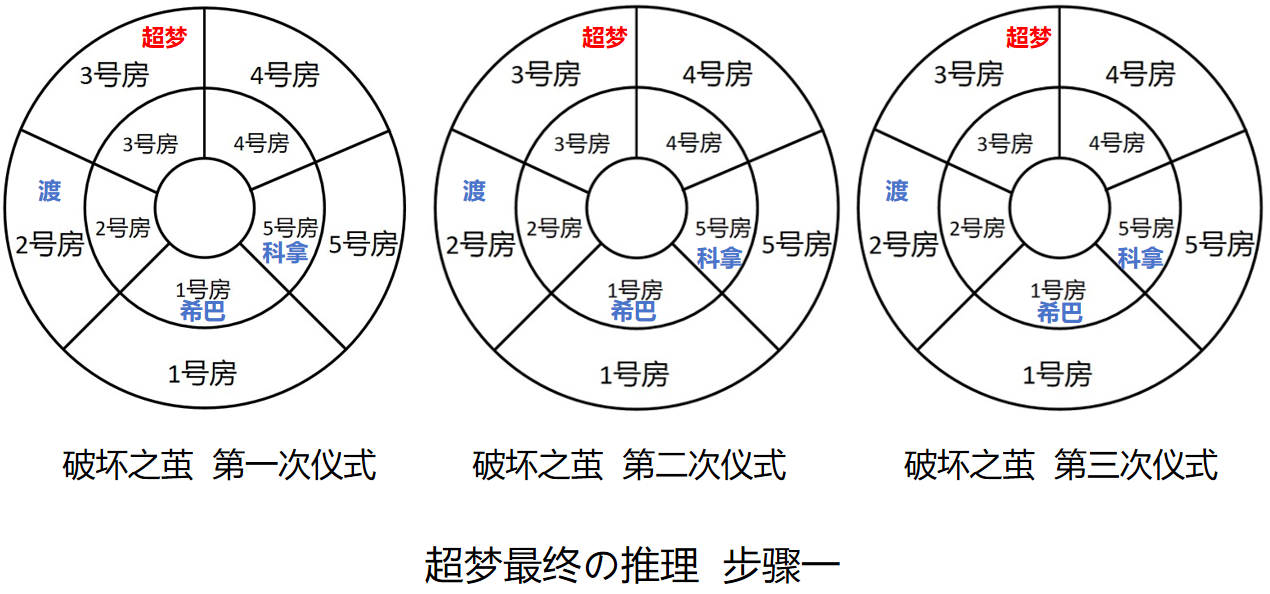 超梦
3号房
4号房
3号房
4号房
渡
2号房
2号房
5号房
科拿
5号房
1号房
希巴
1号房
破坏之茧 第一次仪式
超梦
3号房
4号房
3号房
4号房
渡
2号房
2号房
5号房
科拿
5号房
1号房
希巴
1号房
破坏之茧 第二次仪式
超梦
3号房
4号房
3号房
4号房
渡
2号房
2号房
5号房
科拿
5号房
1号房
希巴
1号房
破坏之茧 第三次仪式
超梦最终の推理 步骤一